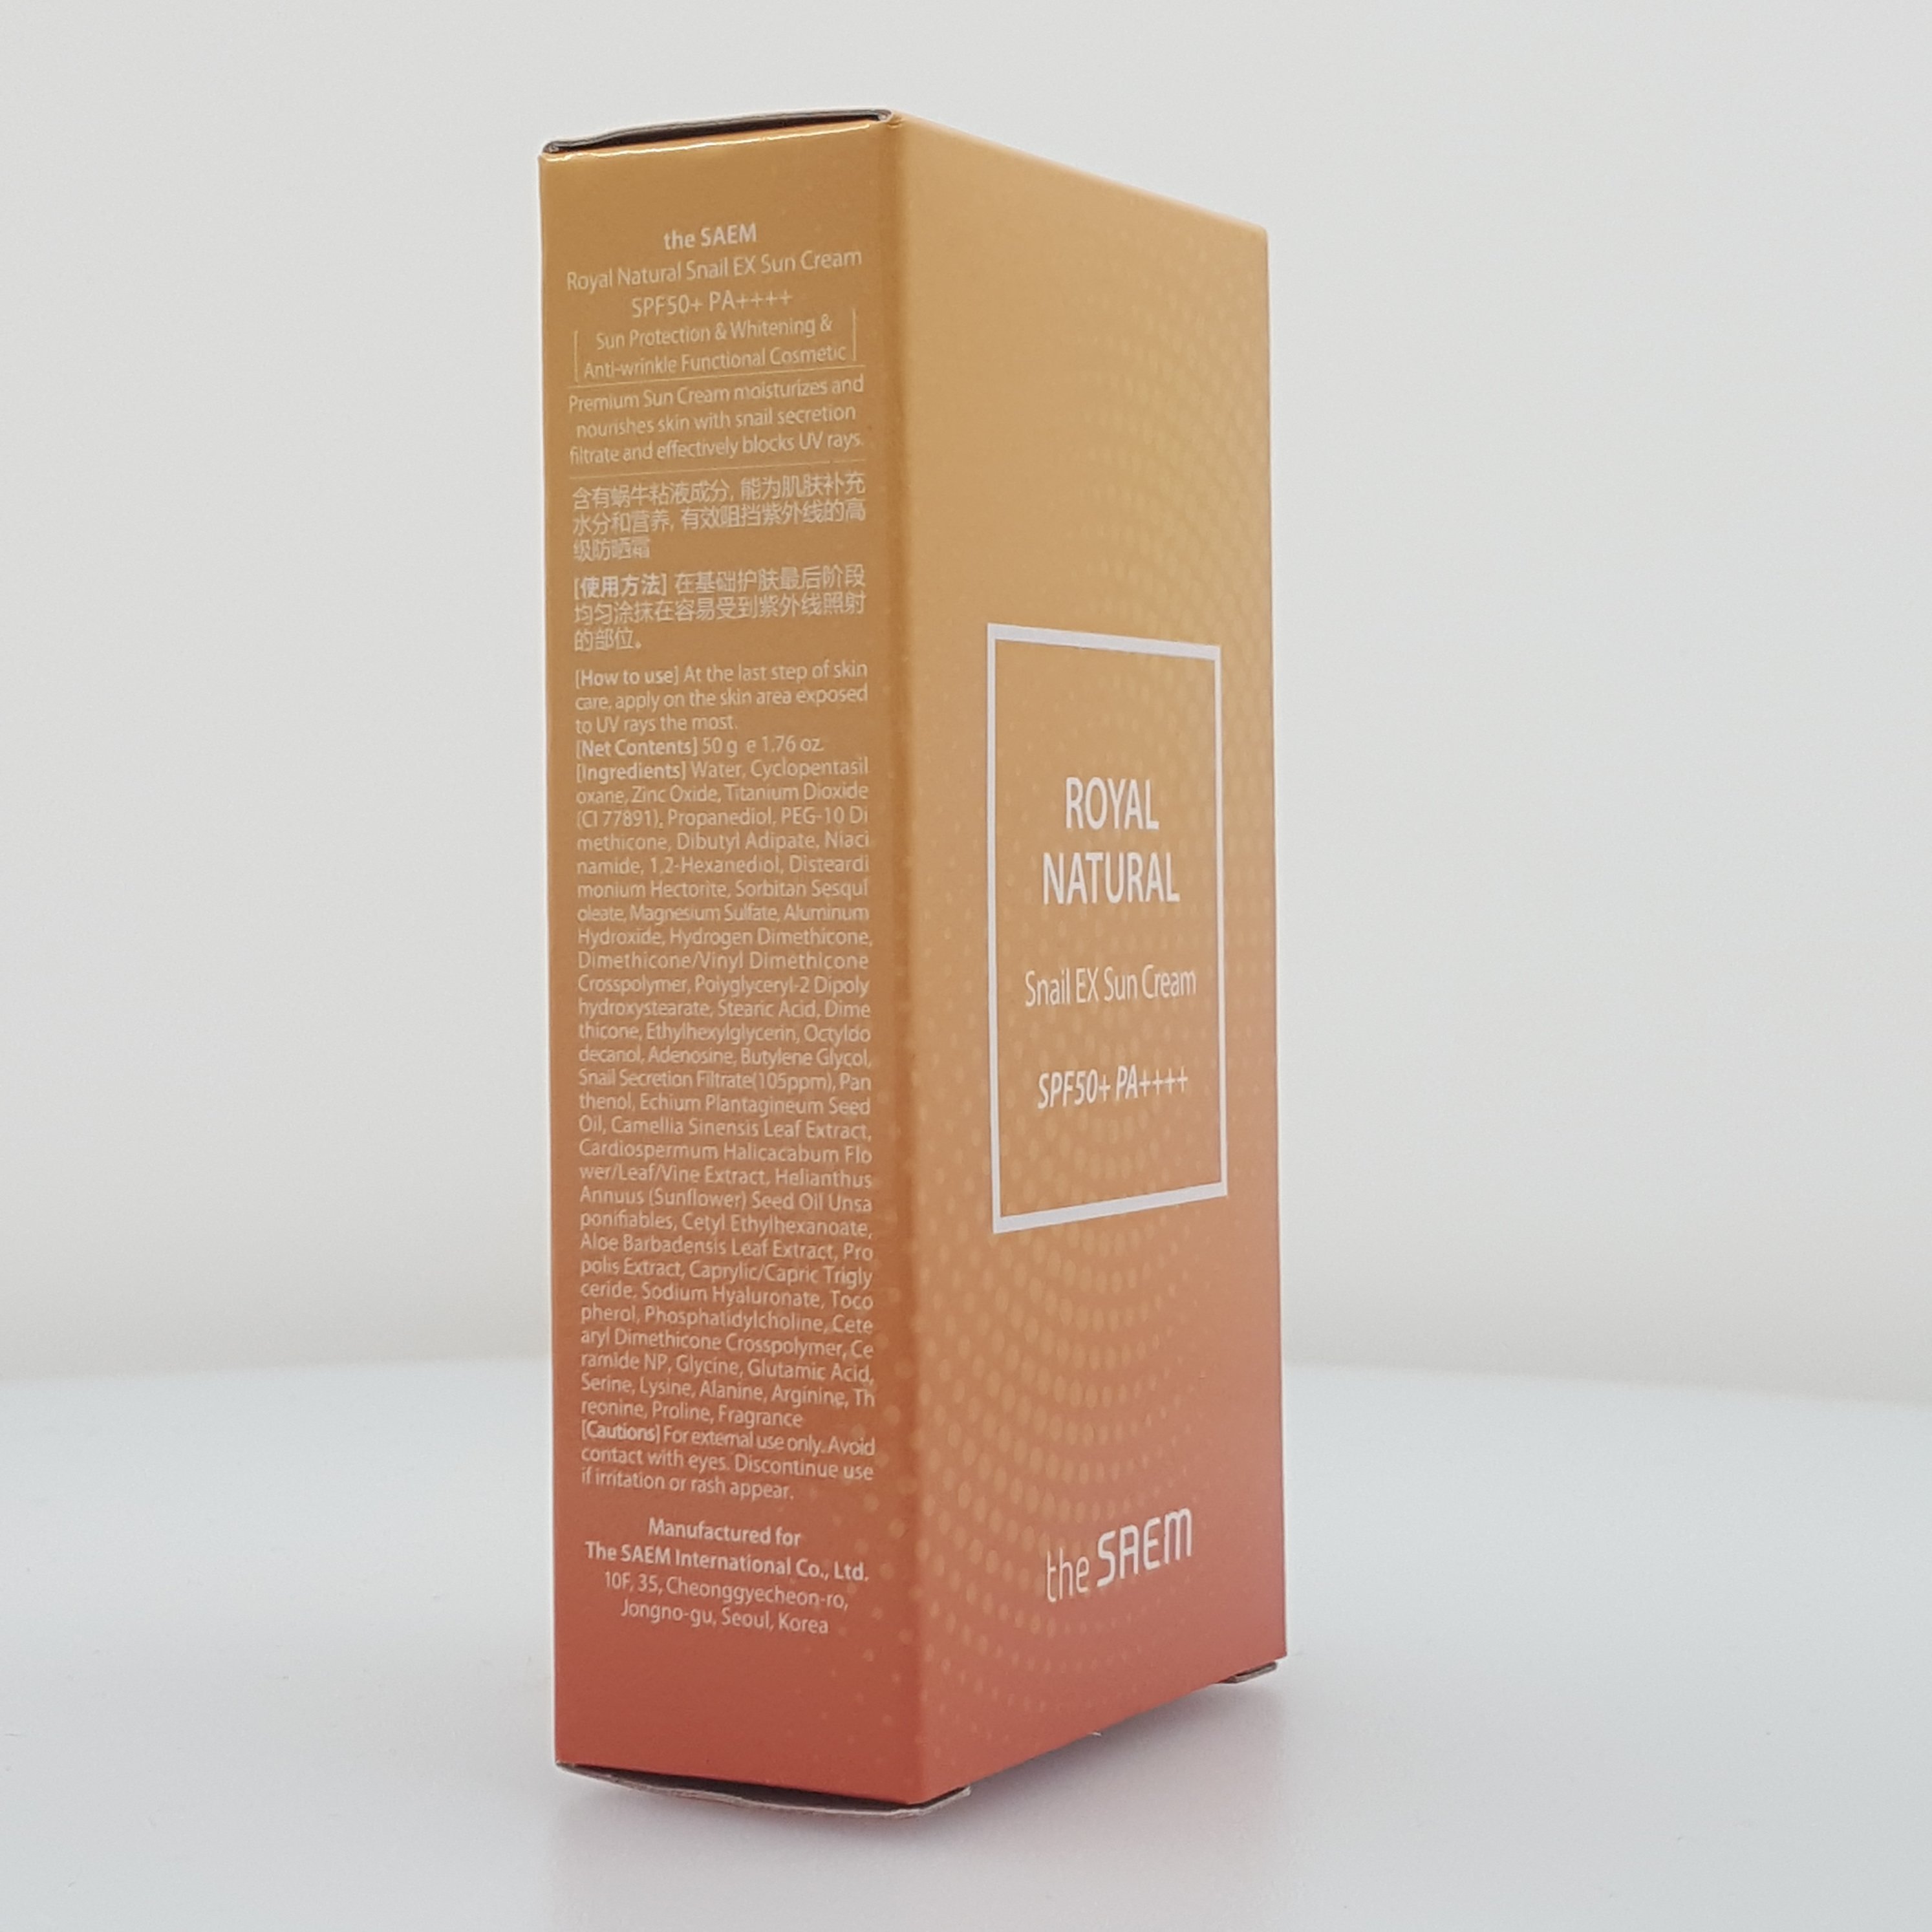 the SAEM
Royal Natural Snail EX Sun Cream
SPF50+ PA++++
Sun Protection & Whitening &
Anti-wrinkle Functional Cosmetic
Premium Sun Cream moisturizes and
nourishes skin with snail secretion
filtrate and effectively blocks UV rays.
含有蜗牛粘液成分, 能为肌肤补充
水分和营养, 有效阻挡紫外线的高
级防晒霜
[使用方法] 在基础护肤最后阶段
均匀涂抹在容易受到紫外线照射
的部位。
[How to use] At the last step of skin
care, apply on the skin area exposed
to UV rays the most.
[Net Contents] 50 g e 1.76 oz.
[Ingredients] Water, Cyclopentasil
oxane, Zinc Oxide, Titanium Dioxide
(CI 77891), Propanediol, PEG-10 Di
methicone, Dibutyl Adipate, Niaci
namide, 1,2-Hexanediol, Disteardi
monium Hectorite, Sorbitan Sesqui
oleate, Magnesium Sulfate, Aluminum
Hydroxide, Hydrogen Dimethicone,
Dimethicone/Vinyl Dimethicone
Crosspolymer, Polyglyceryl-2 Dipoly
hydroxystearate, Stearic Acid, Dime
thicone, Ethylhexylglycerin, Octyldo
decanol, Adenosine, Butylene Glycol,
Snail Secretion Filtrate(105ppm), Pan
thenol, Echium Plantagineum Seed
Oil, Camellia Sinensis Leaf Extract,
Cardiospermum Halicacabum Flo
wer/Leaf/Vine Extract, Helianthus
Annuus (Sunflower) Seed Oil Unsa
ponifiables, Cetyl Ethylhexanoate,
Aloe Barbadensis Leaf Extract, Pro
polis Extract, Caprylic/Capric Trigly
ceride, Sodium Hyaluronate, Toco
pherol, Phosphatidylcholine, Cete
aryl Dimethicone Crosspolymer, Ce
ramide NP, Glycine, Glutamic Acid,
Serine, Lysine, Alanine, Arginine, Th
reonine, Proline, Fragrance
[Cautions] For external use only. Avoid
contact with eyes. Discontinue use
if irritation or rash appear.
Manufactured for
The SAEM International Co., Ltd.
10F, 35, Cheonggyecheon-ro,
Jongno-gu, Seoul, Korea
ROYAL
NATURAL
Snail EX Sun Cream
SPF50+ PA++++
the SAEM